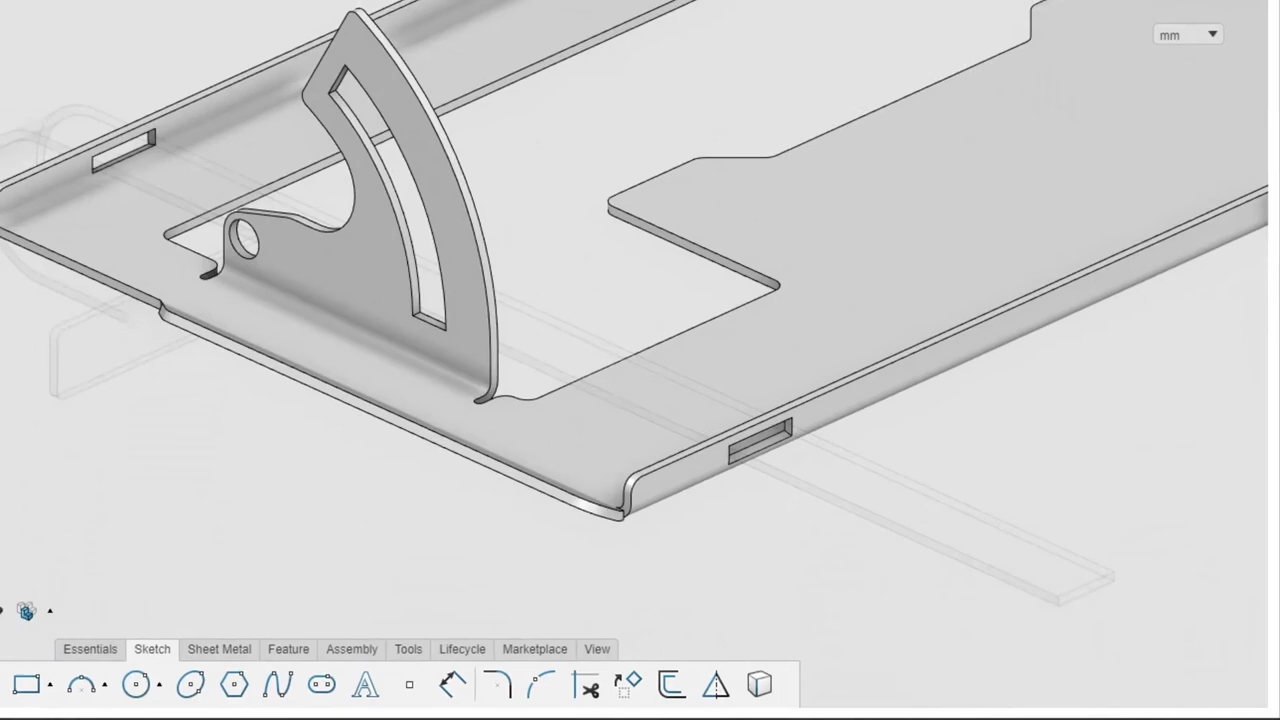 mm
Essentials
Sketch
Sheet Metal
Feature
Assembly
Tools
Lifecycle
Marketplace
View
A